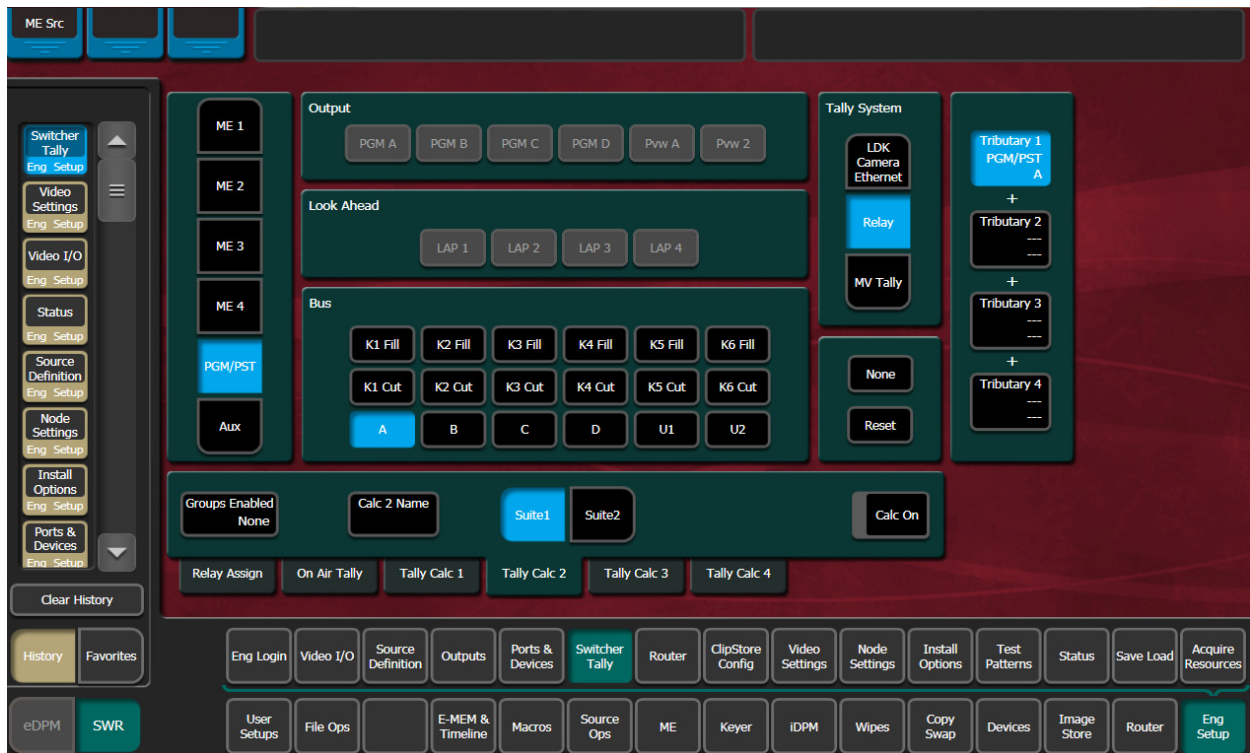 ME Src
Switcher
Tally
Eng Setup
Video
Settings
Eng Setup
Video I/O
Eng Setup
Status
Eng Setup
Source
Definition
Eng Setup
Node
Settings
Eng Setup
Install
Options
Eng Setup
Ports &
Devices
Eng Setup
Clear History
History Favorites
eDPM SWR
ME 1
ME 2
ME 3
ME 4
PGM/PST
Aux
Output
PGM A PGM B PGM C PGM D Pvw A Pvw 2
Look Ahead
LAP 1 LAP 2 LAP 3 LAP 4
Bus
K1 Fill K2 Fill K3 Fill K4 Fill K5 Fill K6 Fill
K1 Cut K2 Cut K3 Cut K4 Cut K5 Cut K6 Cut
A B C D U1 U2
Tally System
LDK
Camera
Ethernet
Relay
MV Tally
None
Reset
Tributary 1
PGM/PST
A
+
Tributary 2
---
---
+
Tributary 3
---
---
+
Tributary 4
---
---
Groups Enabled
None
Calc 2 Name
Suite1 Suite2
Calc On
Relay Assign On Air Tally Tally Calc 1 Tally Calc 2 Tally Calc 3 Tally Calc 4
Eng Login Video I/O Source Definition Outputs Ports & Devices Switcher Tally Router ClipStore Config Video Settings Node Settings Install Options Test Patterns Status Save Load Acquire Resources
User Setups File Ops E-MEM & Timeline Macros Source Ops ME Keyer iDPM Wipes Copy Swap Devices Image Store Router Eng Setup